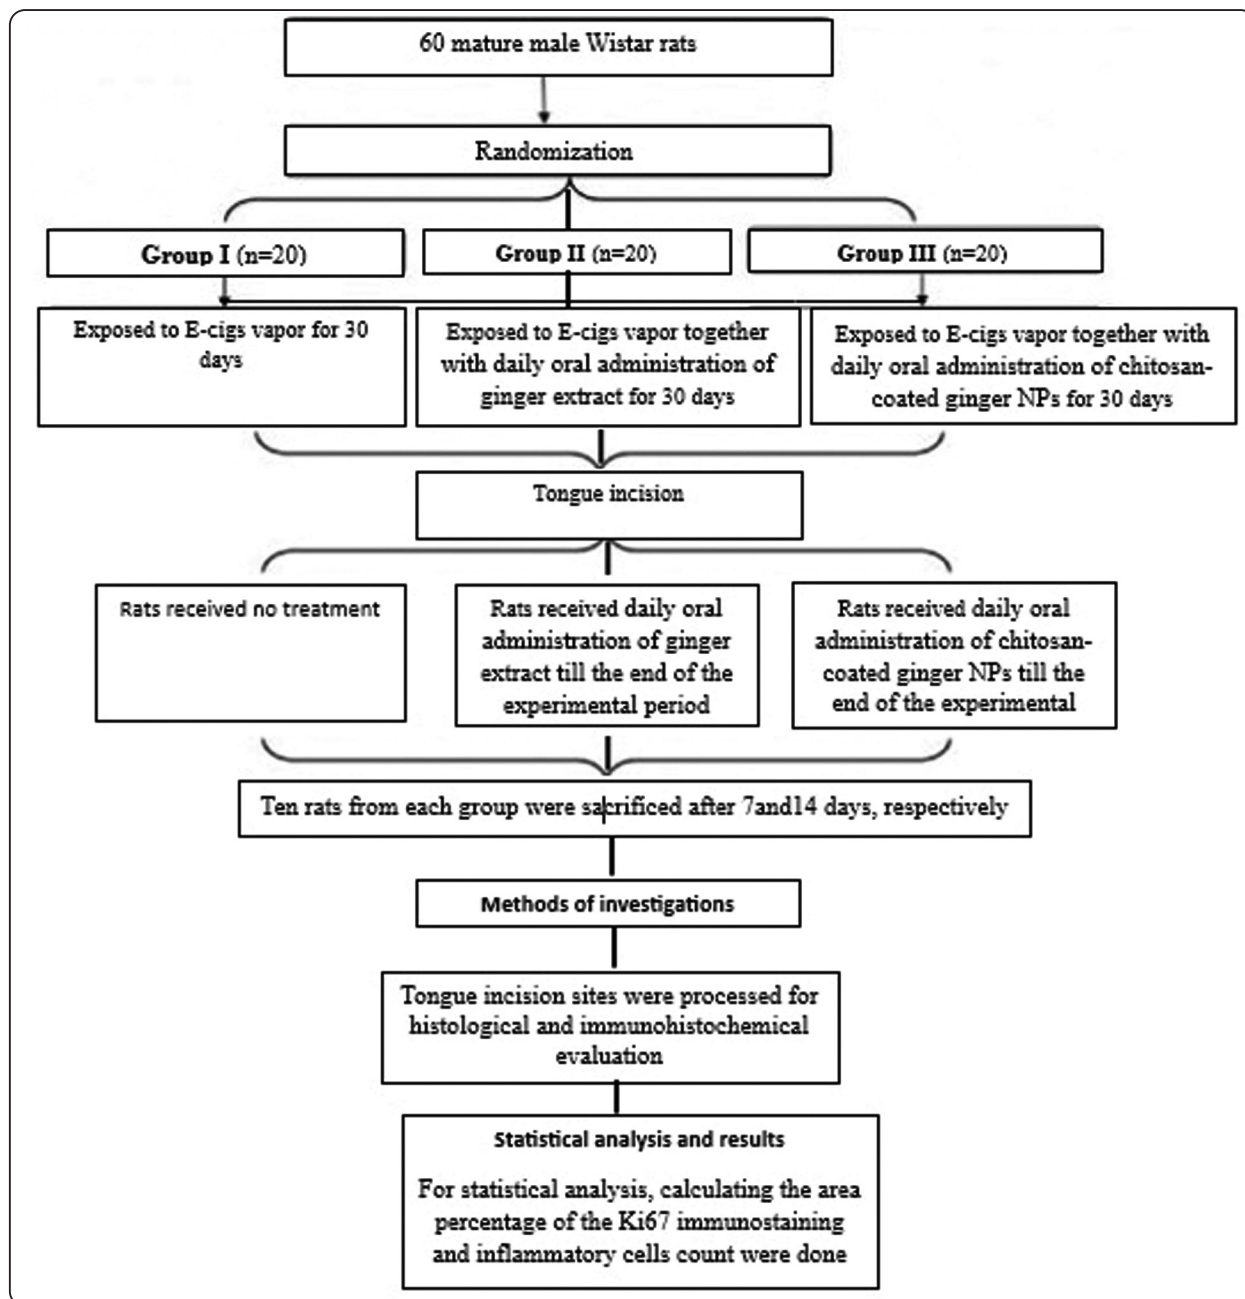 60 mature male Wistar rats
Randomization
Group I (n=20)
Group II (n=20)
Group III (n=20)
Exposed to E-cigs vapor for 30
days
Exposed to E-cigs vapor together
with daily oral administration of
ginger extract for 30 days
Exposed to E-cigs vapor together with
daily oral administration of chitosan-
coated ginger NPs for 30 days
Tongue incision
Rats received no treatment
Rats received daily oral
administration of ginger
extract till the end of the
experimental period
Rats received daily oral
administration of chitosan-
coated ginger NPs till the
end of the experimental
Ten rats from each group were sacrificed after 7and14 days, respectively
Methods of investigations
Tongue incision sites were processed for
histological and immunohistochemical
evaluation
Statistical analysis and results
For statistical analysis, calculating the area
percentage of the Ki67 immunostaining
and inflammatory cells count were done